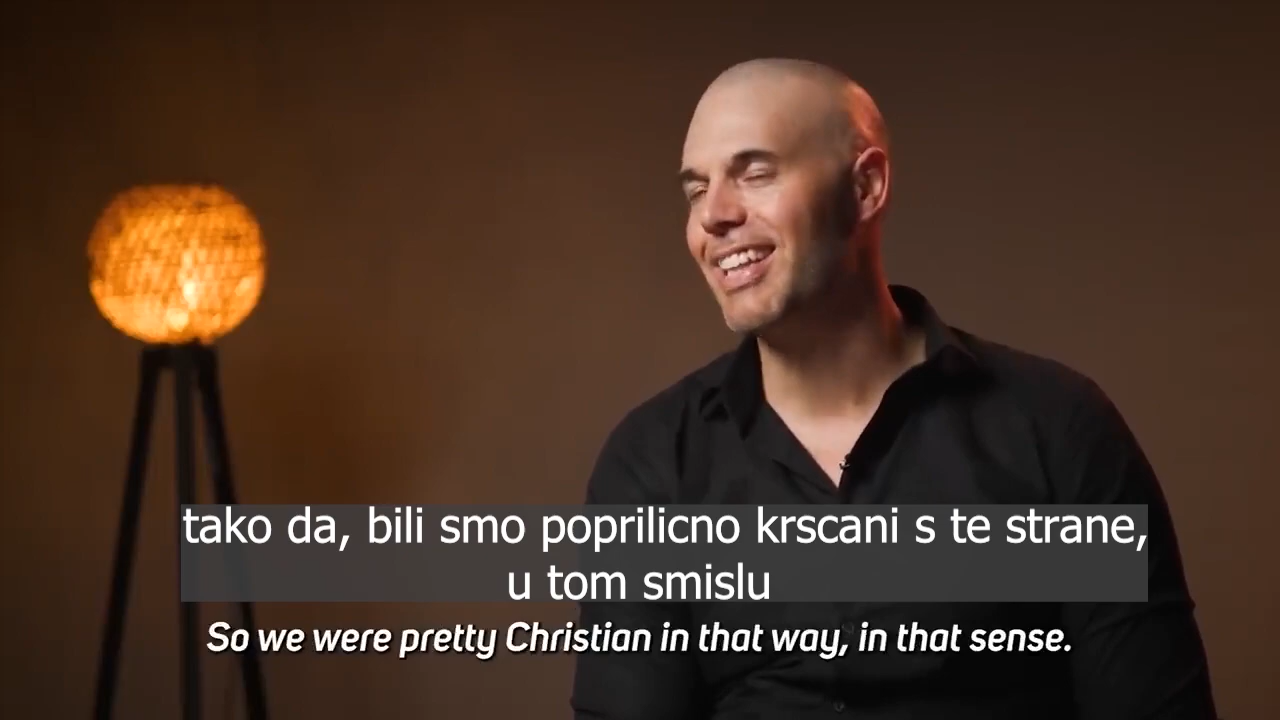 tako da, bili smo poprilicno krscani s te strane,
u tom smislu
So we were pretty Christian in that way, in that sense.